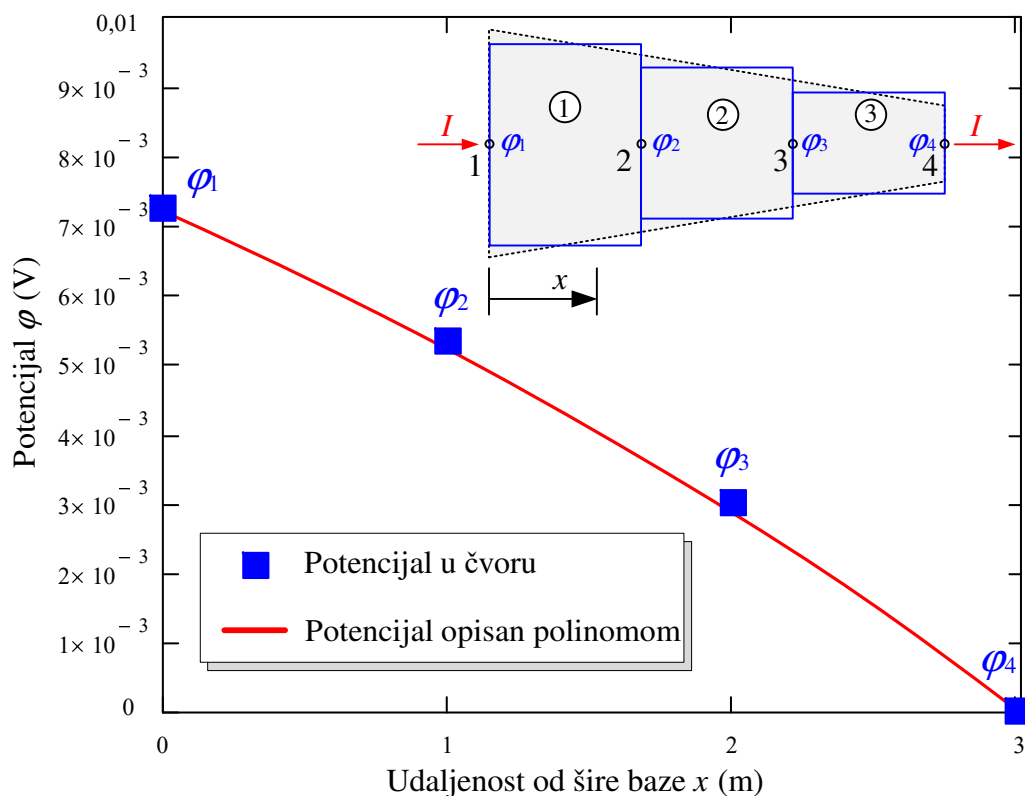 0,01
9× 10 ⁻³
8× 10 ⁻³
7× 10 ⁻³
6× 10 ⁻³
5× 10 ⁻³
4× 10 ⁻³
3× 10 ⁻³
2× 10 ⁻³
1× 10 ⁻³
0
Potencijal φ (V)
0 1 2 3
Udaljenost od šire baze x (m)
φ1
φ2
φ3
φ4
① ② ③
I φ1 φ2 φ3 φ4 I
1 2 3 4
x
Potencijal u čvoru
Potencijal opisan polinomom